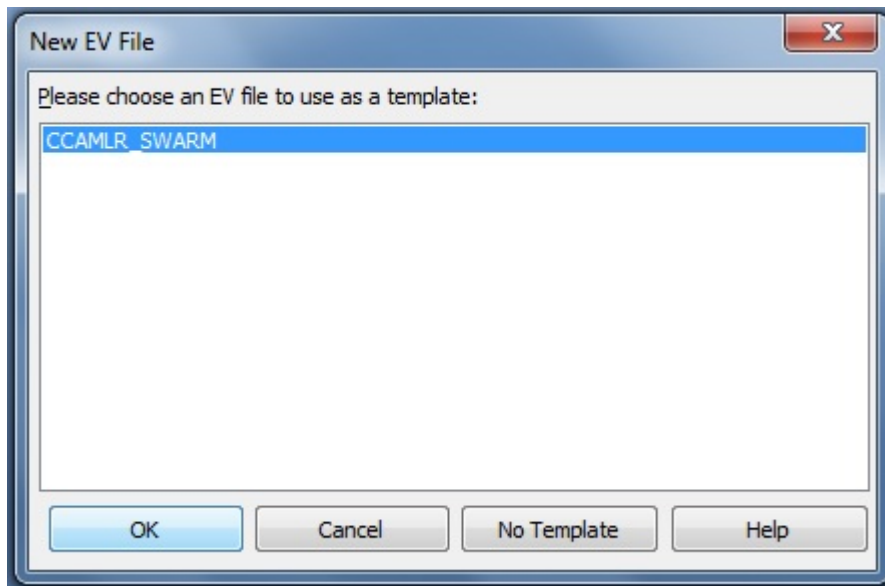 New EV File
Please choose an EV file to use as a template:
CCAMLR_SWARM
OK Cancel No Template Help